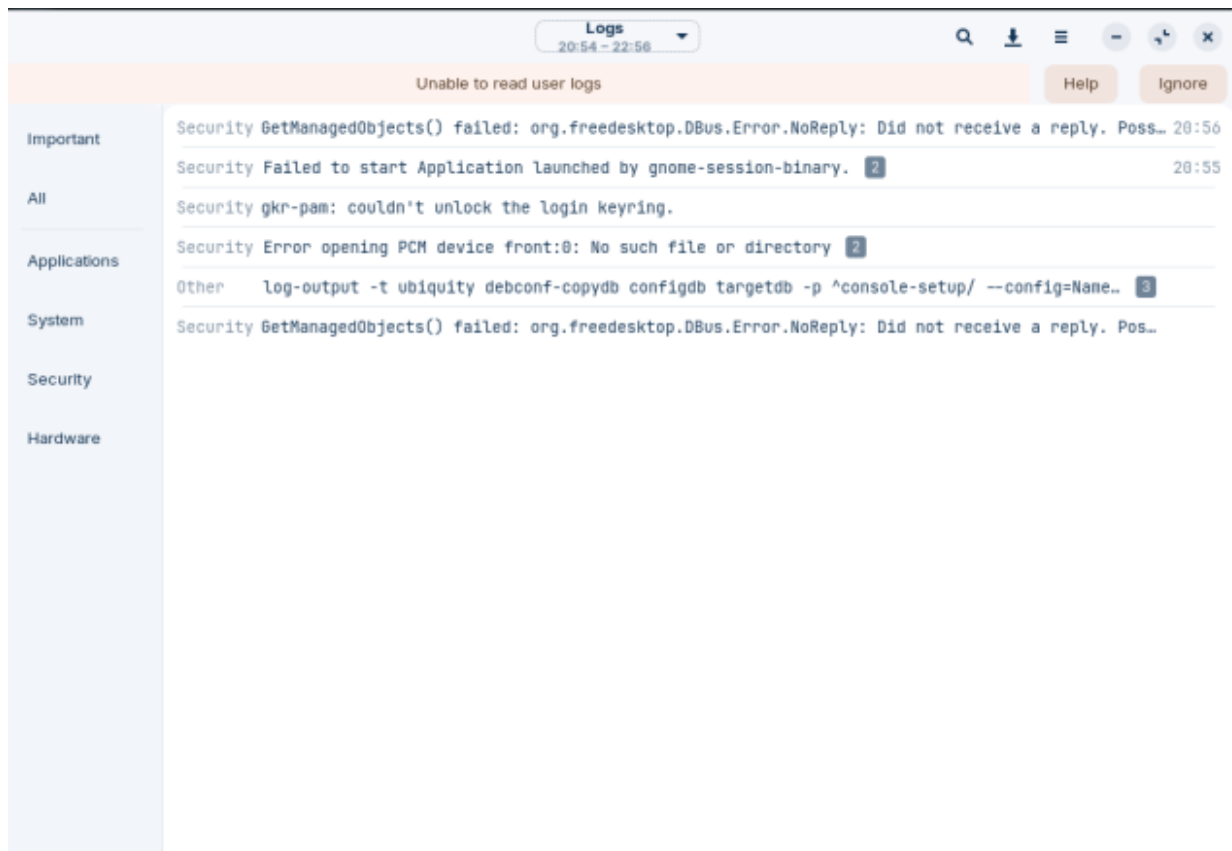 Logs
20:54 – 22:56
Unable to read user logs
Help
Ignore
Important
All
Applications
System
Security
Hardware
Security GetManagedObjects() failed: org.freedesktop.DBus.Error.NoReply: Did not receive a reply. Poss… 20:56
Security Failed to start Application launched by gnome-session-binary. 2 20:55
Security gkr-pam: couldn't unlock the login keyring.
Security Error opening PCM device front:0: No such file or directory 2
Other log-output -t ubiquity debconf-copydb configdb targetdb -p ^console-setup/ --config=Name… 3
Security GetManagedObjects() failed: org.freedesktop.DBus.Error.NoReply: Did not receive a reply. Pos…